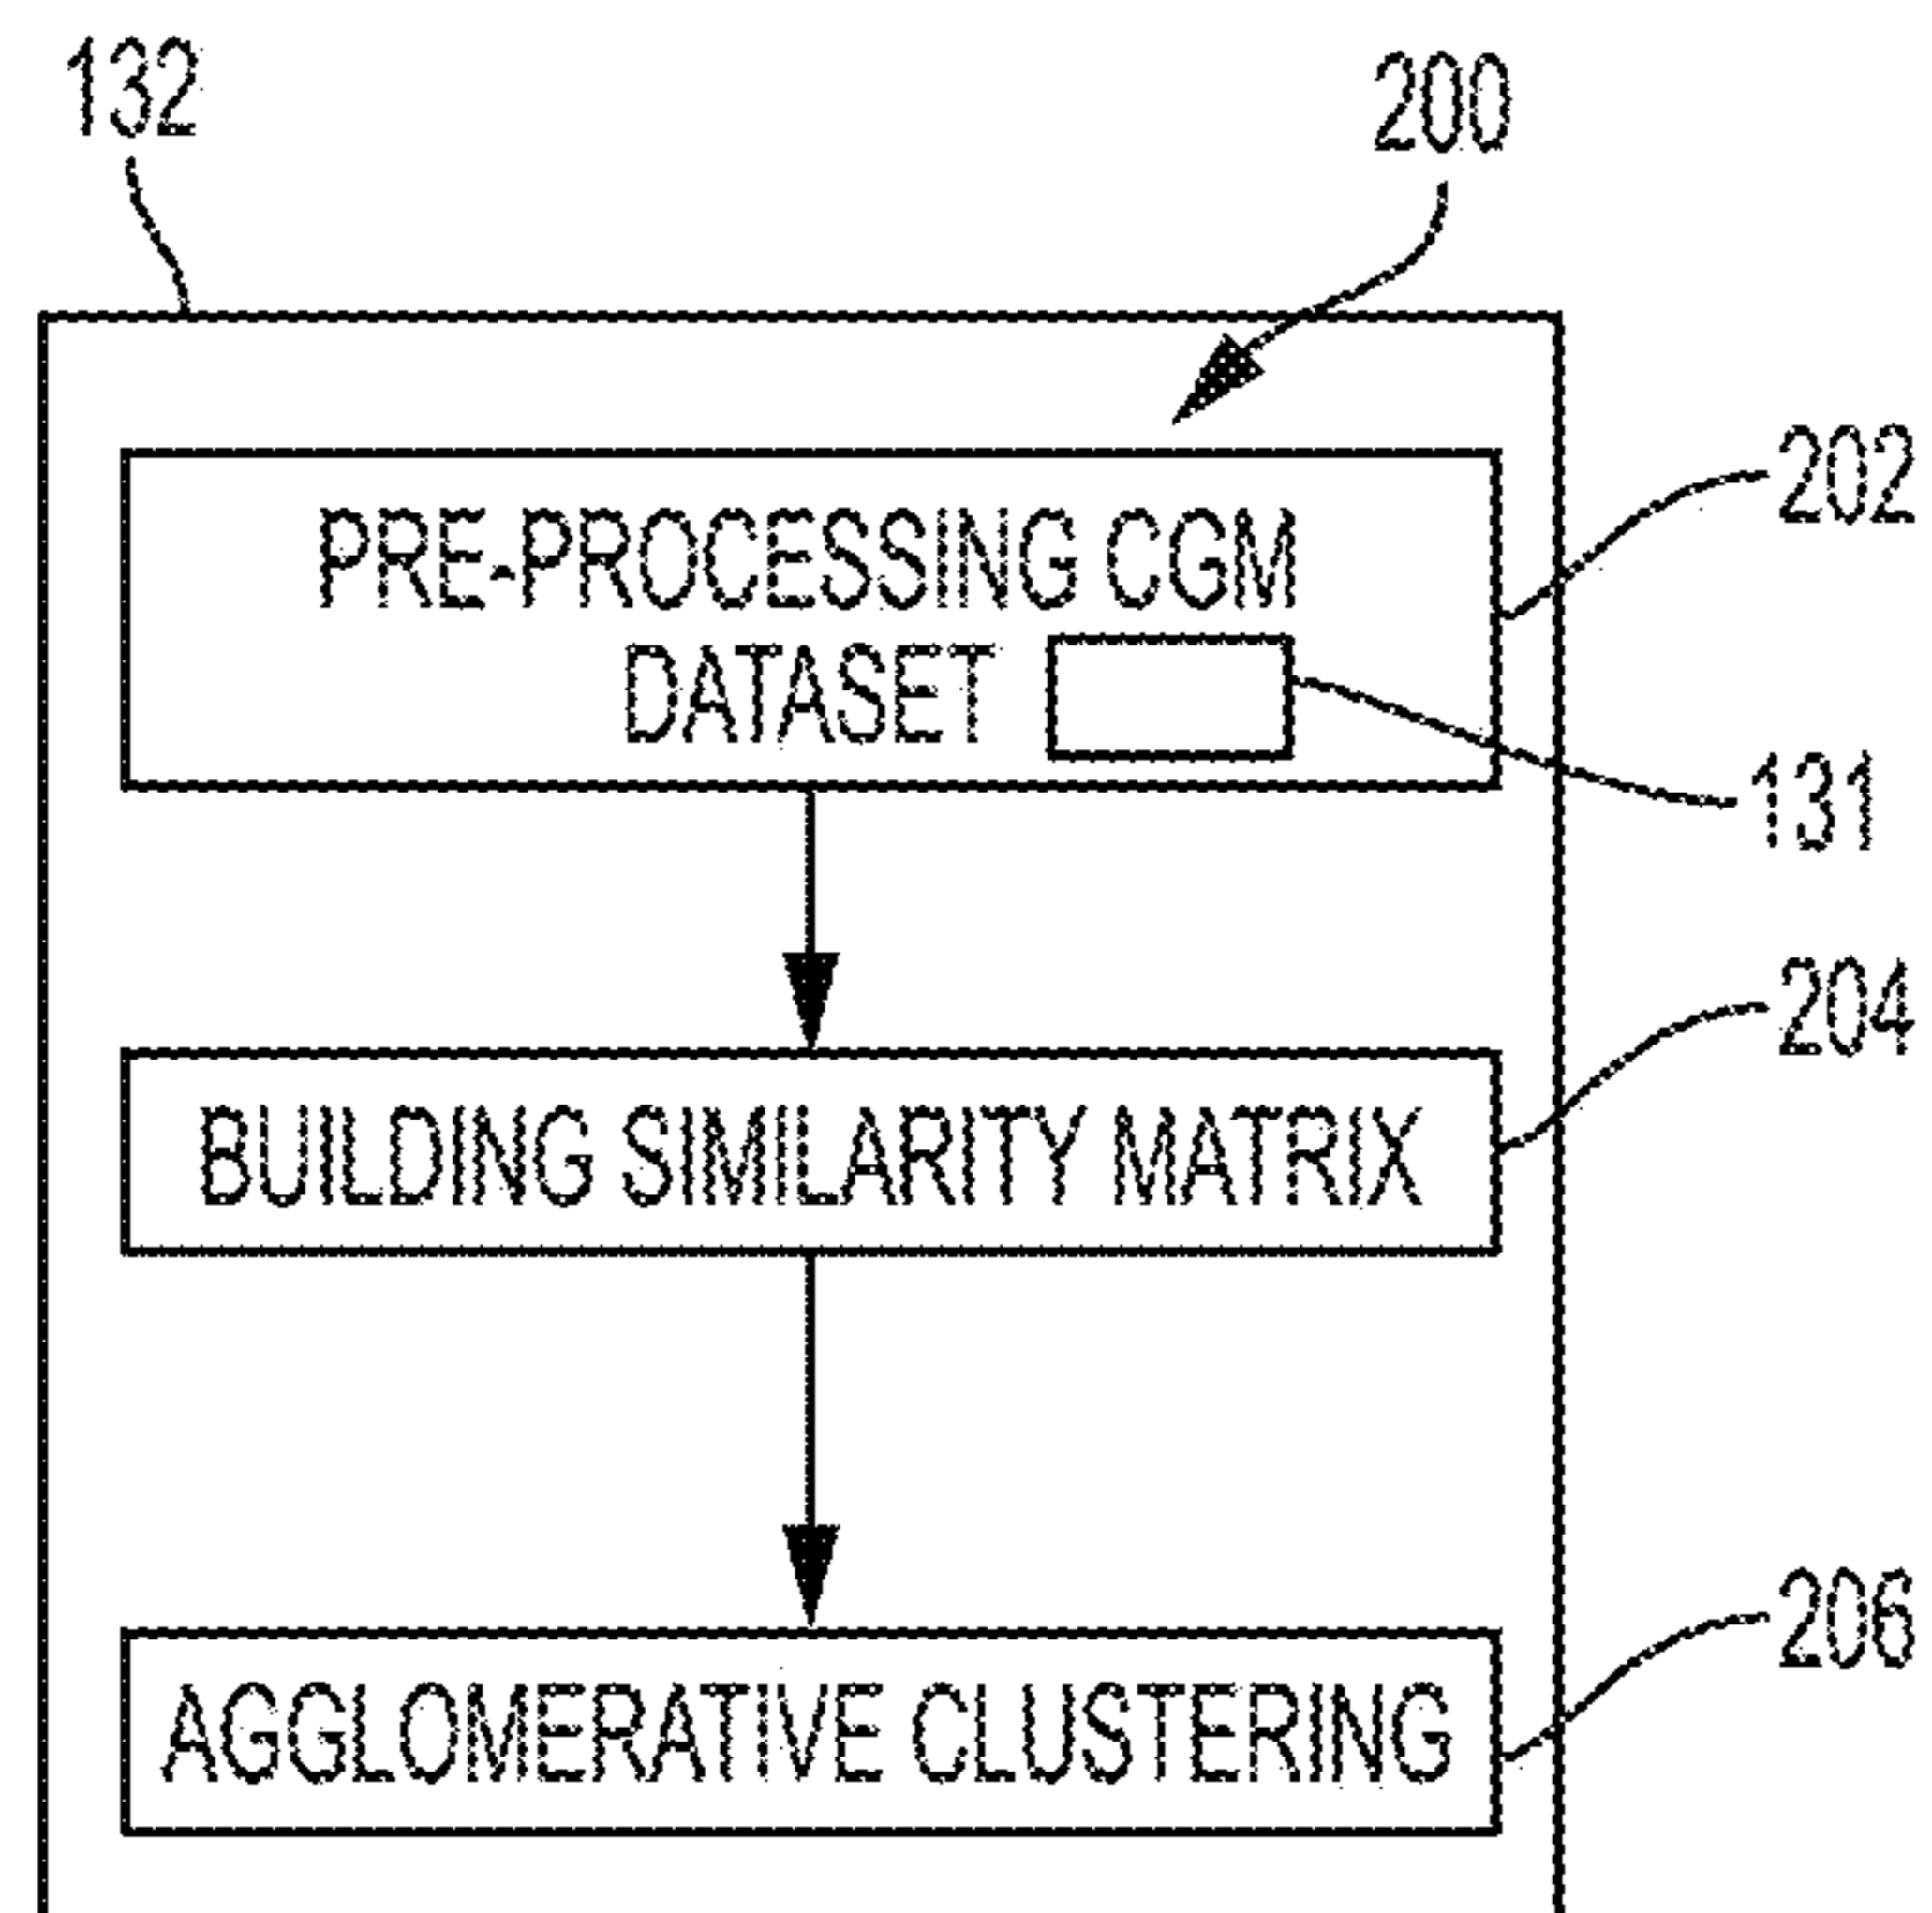 132
200
PRE-PROCESSING CGM
DATASET
202
131
BUILDING SIMILARITY MATRIX
204
AGGLOMERATIVE CLUSTERING
206